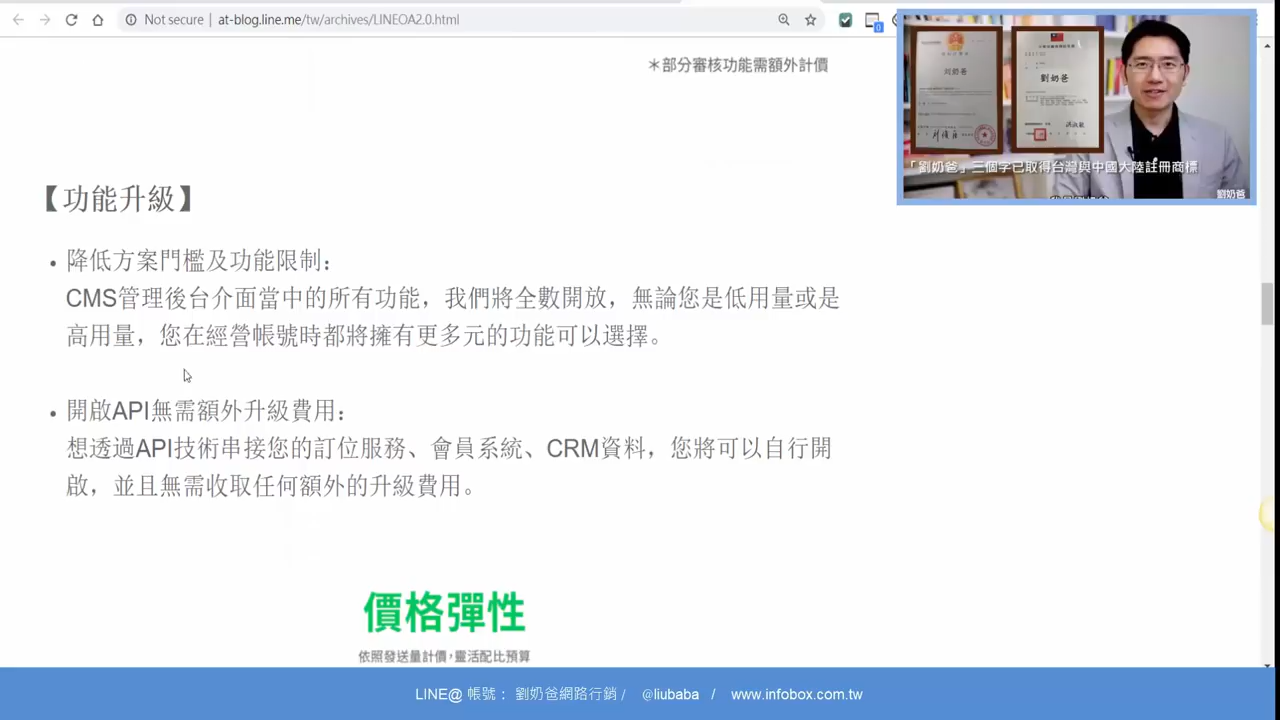 Not secure | at-blog.line.me/tw/archives/LINEOA2.0.html
＊部分審核功能需額外計價
刘奶爸
劉奶爸
「劉奶爸」三個字已取得台灣與中國大陸註冊商標
劉奶爸
【功能升級】
• 降低方案門檻及功能限制：
CMS管理後台介面當中的所有功能，我們將全數開放，無論您是低用量或是
高用量，您在經營帳號時都將擁有更多元的功能可以選擇。
• 開啟API無需額外升級費用：
想透過API技術串接您的訂位服務、會員系統、CRM資料，您將可以自行開
啟，並且無需收取任何額外的升級費用。
價格彈性
依照發送量計價，靈活配比預算
LINE@ 帳號： 劉奶爸網路行銷 / @liubaba / www.infobox.com.tw